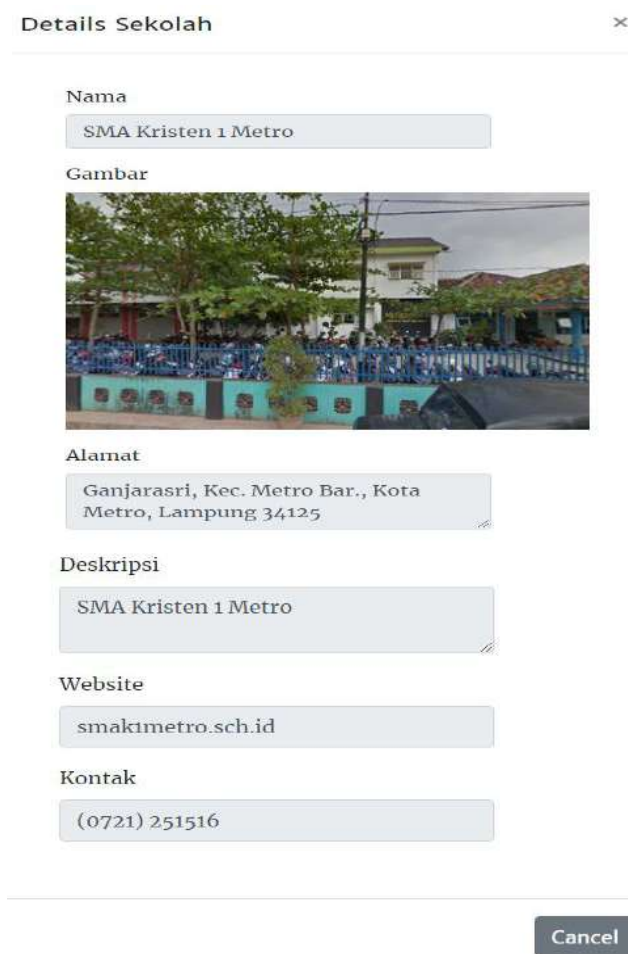 Details Sekolah
×
Nama
SMA Kristen 1 Metro
Gambar
Alamat
Ganjarasri, Kec. Metro Bar., Kota
Metro, Lampung 34125
Deskripsi
SMA Kristen 1 Metro
Website
smak1metro.sch.id
Kontak
(0721) 251516
Cancel